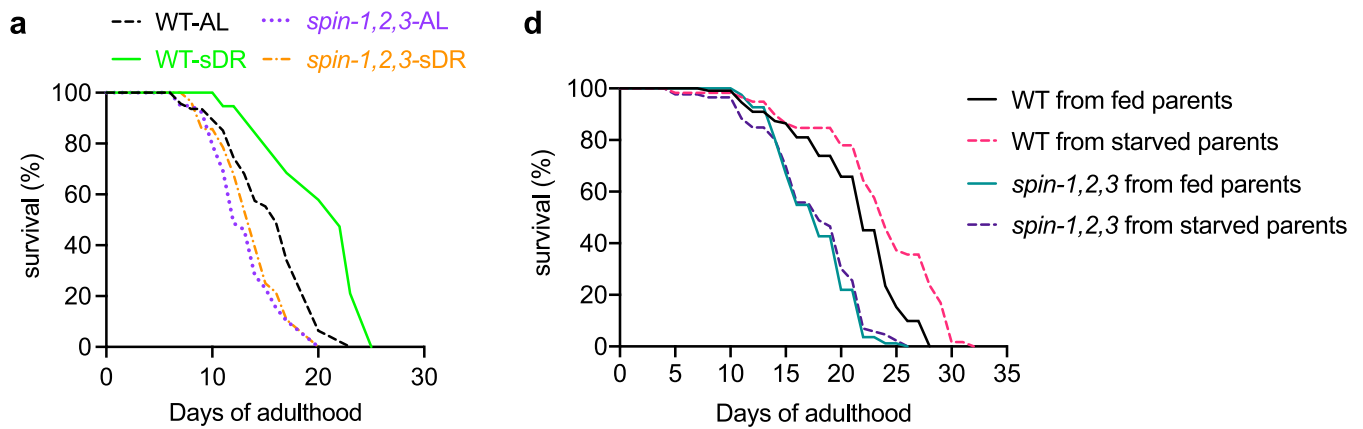 a
WT-AL
spin-1,2,3-AL
WT-sDR
spin-1,2,3-sDR
100
80
60
40
20
0
survival (%)
0 10 20 30
Days of adulthood
d
100
80
60
40
20
0
survival (%)
0 5 10 15 20 25 30 35
Days of adulthood
WT from fed parents
WT from starved parents
spin-1,2,3 from fed parents
spin-1,2,3 from starved parents